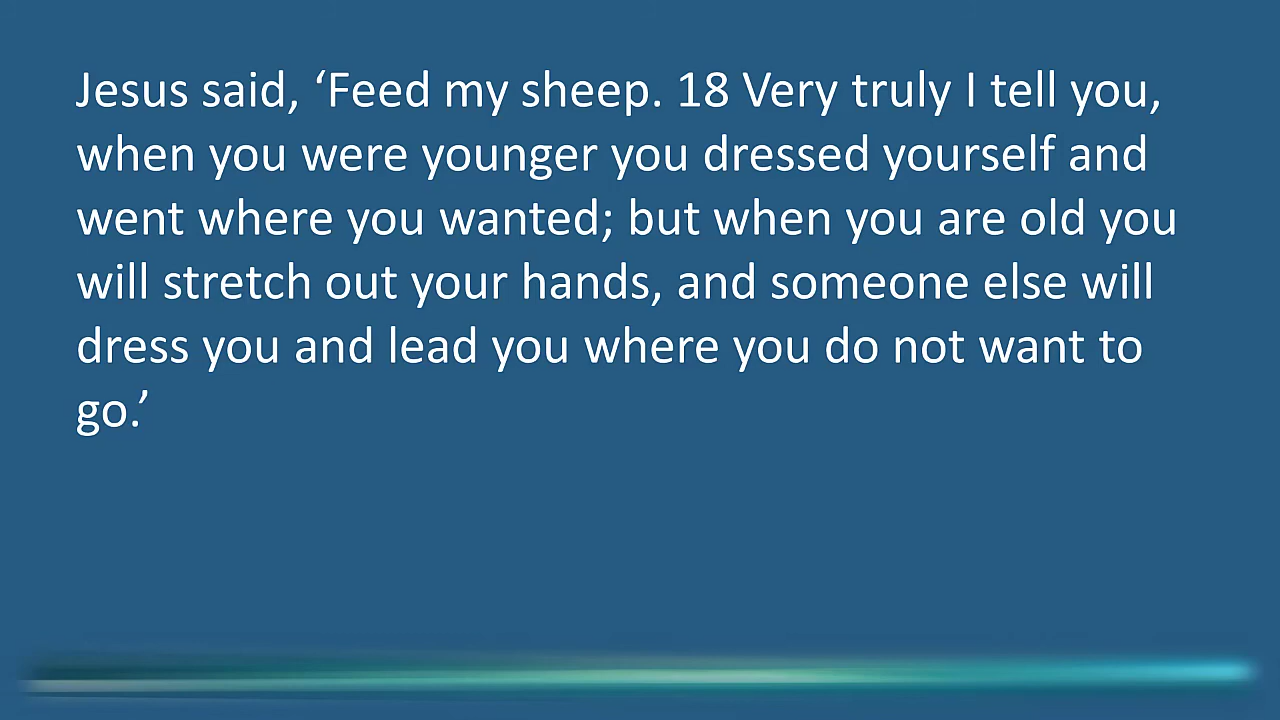 Jesus said, ‘Feed my sheep. 18 Very truly I tell you,
when you were younger you dressed yourself and
went where you wanted; but when you are old you
will stretch out your hands, and someone else will
dress you and lead you where you do not want to
go.’